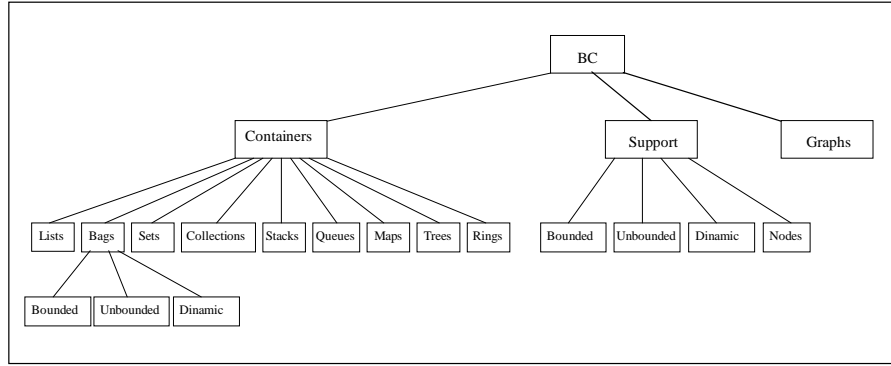 BC
Containers
Support
Graphs
Lists
Bags
Sets
Collections
Stacks
Queues
Maps
Trees
Rings
Bounded
Unbounded
Dinamic
Nodes
Bounded
Unbounded
Dinamic